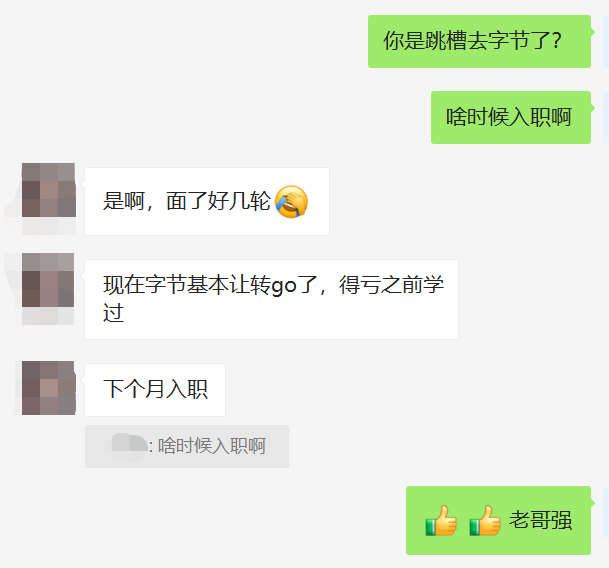 你是跳槽去字节了?
啥时候入职啊
是啊，面了好几轮
现在字节基本让转go了，得亏之前学
过
下个月入职
: 啥时候入职啊
老哥强